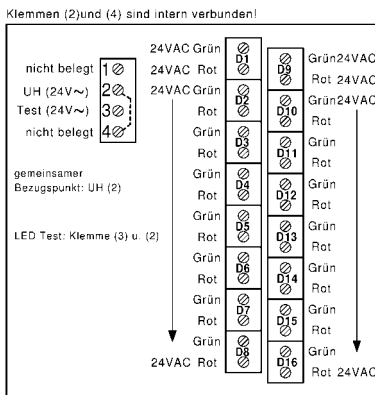 Klemmen (2)und (4) sind intern verbunden!
nicht belegt 1
UH (24V~) 2
Test (24V~) 3
nicht belegt 4
gemeinsamer
Bezugspunkt: UH (2)
LED Test: Klemme (3) u. (2)
24VAC Grün
D1
24VAC Rot
24VAC Grün
D2
Rot
Grün
D3
Rot
Grün
D4
Rot
Grün
D5
Rot
Grün
D6
Rot
Grün
D7
Rot
Grün
D8
24VAC Rot
Grün24VAC
D9
Rot 24VAC
Grün24VAC
D10
Rot
Grün
D11
Rot
Grün
D12
Rot
Grün
D13
Rot
Grün
D14
Rot
Grün
D15
Rot
Grün
D16
Rot 24VAC